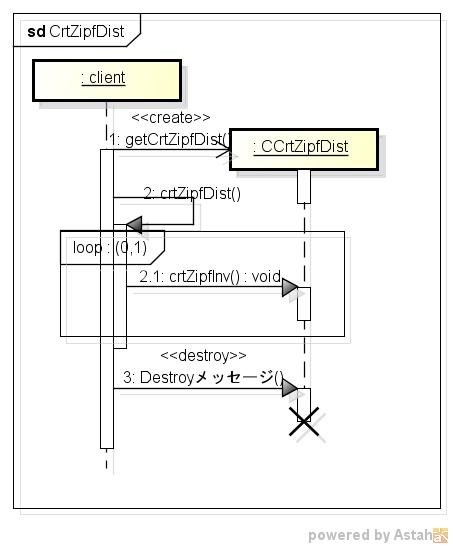 sd CrtZipfDist
: client
<<create>>
1: getCrtZipfDist()
: CCrtZipfDist
2: crtZipfDist()
loop : (0,1)
2.1: crtZipfInv() : void
<<destroy>>
3: Destroyメッセージ()
powered by Astah